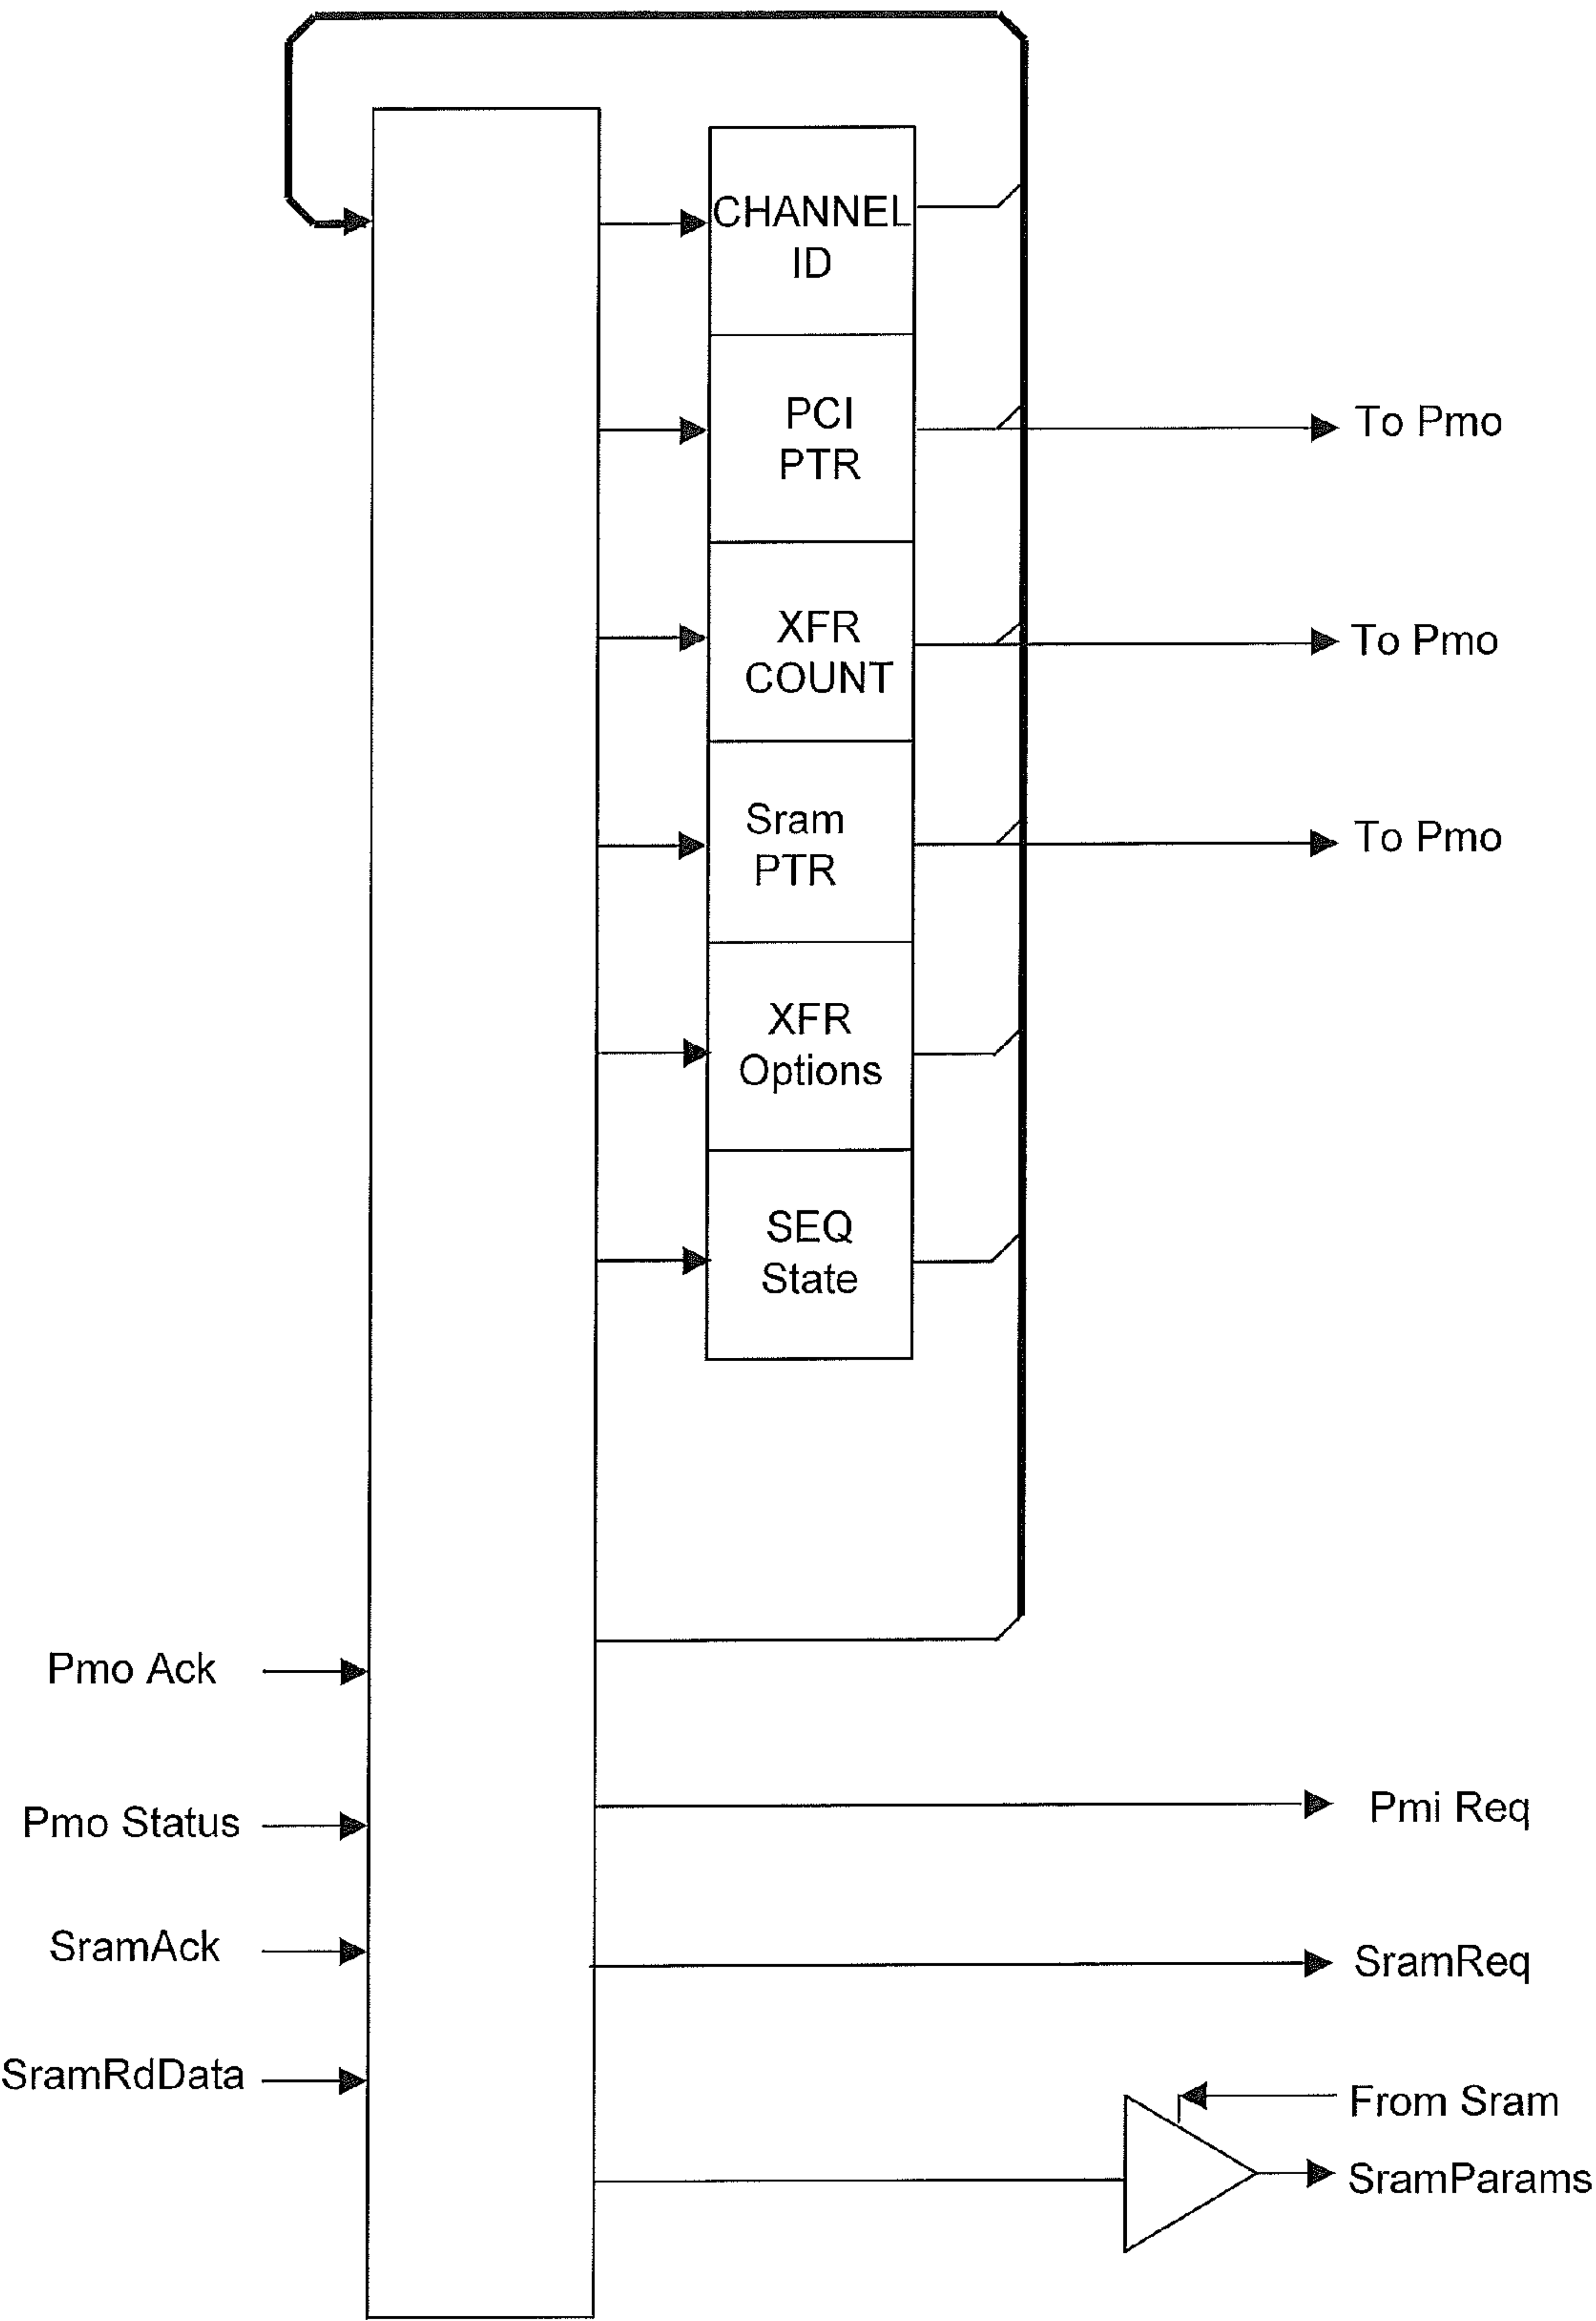 CHANNEL
ID
PCI
PTR
To Pmo
XFR
COUNT
To Pmo
Sram
PTR
To Pmo
XFR
Options
SEQ
State
Pmo Ack
Pmo Status
Pmi Req
SramAck
SramReq
SramRdData
From Sram
SramParams